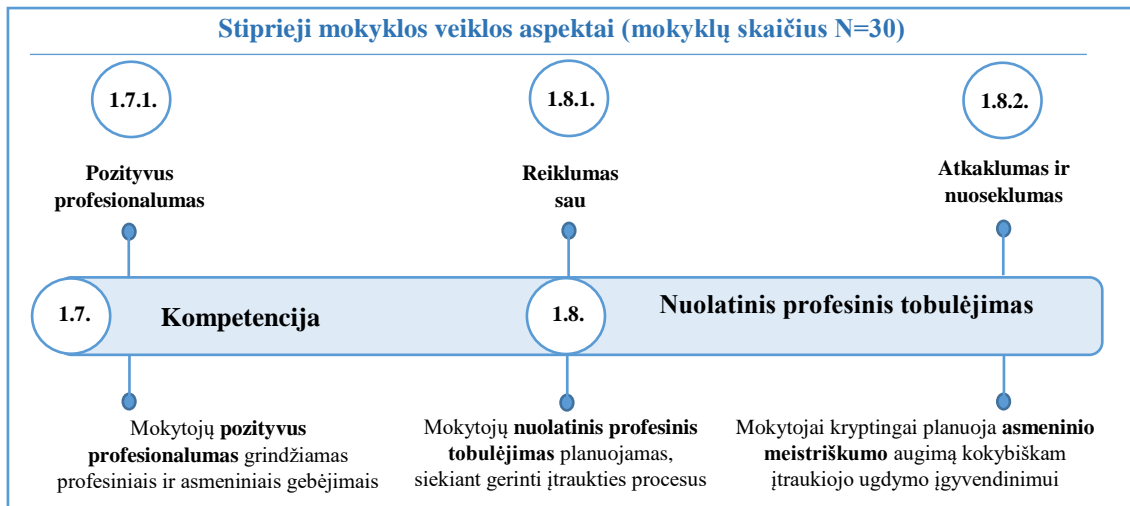 Stiprieji mokyklos veiklos aspektai (mokyklų skaičius N=30)
1.7.1.
1.8.1.
1.8.2.
Pozityvus
profesionalumas
Reiklumas
sau
Atkaklumas ir
nuoseklumas
1.7.
Kompetencija
1.8.
Nuolatinis profesinis tobulėjimas
Mokytojų pozityvus
profesionalumas grindžiamas
profesiniais ir asmeniniais gebėjimais
Mokytojų nuolatinis profesinis
tobulėjimas planuojamas,
siekiant gerinti įtraukties procesus
Mokytojai kryptingai planuoja asmeninio
meistriškumo augimą kokybiškam
įtraukiojo ugdymo įgyvendinimui